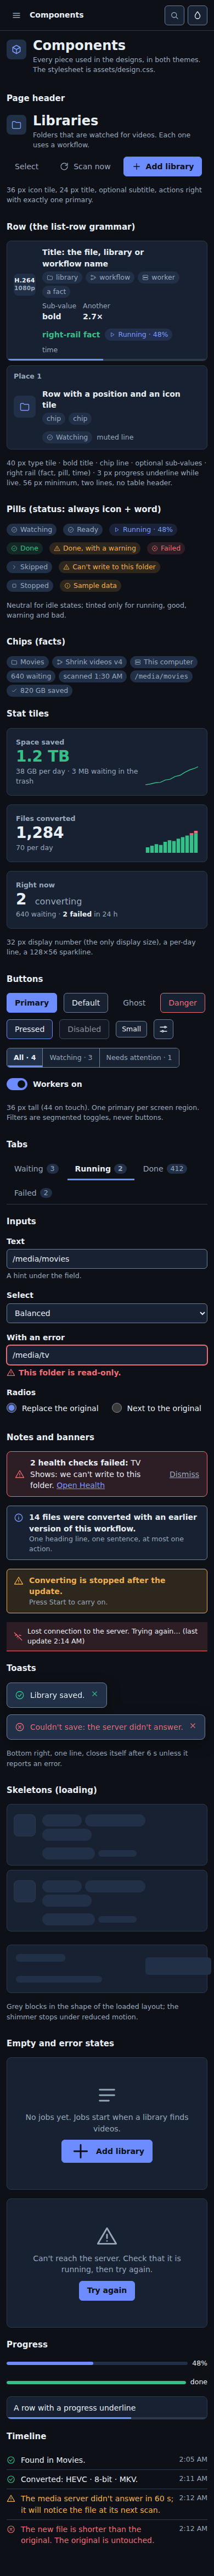 Components
Components
Every piece used in the designs, in both themes.
The stylesheet is assets/design.css.
Page header
Libraries
Folders that are watched for videos. Each one
uses a workflow.
Select
Scan now
Add library
36 px icon tile, 24 px title, optional subtitle, actions right
with exactly one primary.
Row (the list-row grammar)
H.264
1080p
Title: the file, library or
workflow name
library
workflow
worker
a fact
Sub-value Another
bold 2.7×
right-rail fact
Running · 48%
time
Place 1
Row with a position and an icon
tile
chip
chip
Watching
muted line
40 px type tile · bold title · chip line · optional sub-values ·
right rail (fact, pill, time) · 3 px progress underline while
live. 56 px minimum, two lines, no table header.
Pills (status: always icon + word)
Watching
Ready
Running · 48%
Done
Done, with a warning
Failed
Skipped
Can't write to this folder
Stopped
Sample data
Neutral for idle states; tinted only for running, good,
warning and bad.
Chips (facts)
Movies
Shrink videos v4
This computer
640 waiting
scanned 1:30 AM
/media/movies
820 GB saved
Stat tiles
Space saved
1.2 TB
38 GB per day · 3 MB waiting in the
trash
Files converted
1,284
70 per day
Right now
2 converting
640 waiting · 2 failed in 24 h
32 px display number (the only display size), a per-day
line, a 128×56 sparkline.
Buttons
Primary
Default
Ghost
Danger
Pressed
Disabled
Small
All · 4
Watching · 3
Needs attention · 1
Workers on
36 px tall (44 on touch). One primary per screen region.
Filters are segmented toggles, never buttons.
Tabs
Waiting 3
Running 2
Done 412
Failed 2
Inputs
Text
/media/movies
A hint under the field.
Select
Balanced
With an error
/media/tv
This folder is read-only.
Radios
Replace the original
Next to the original
Notes and banners
2 health checks failed: TV
Shows: we can't write to this
folder. Open Health
Dismiss
14 files were converted with an earlier
version of this workflow.
One heading line, one sentence, at most one
action.
Converting is stopped after the
update.
Press Start to carry on.
Lost connection to the server. Trying again… (last
update 2:14 AM)
Toasts
Library saved.
Couldn't save: the server didn't answer.
Bottom right, one line, closes itself after 6 s unless it
reports an error.
Skeletons (loading)
Grey blocks in the shape of the loaded layout; the
shimmer stops under reduced motion.
Empty and error states
No jobs yet. Jobs start when a library finds
videos.
Add library
Can't reach the server. Check that it is
running, then try again.
Try again
Progress
48%
done
A row with a progress underline
Timeline
Found in Movies.
2:05 AM
Converted: HEVC · 8-bit · MKV.
2:11 AM
The media server didn't answer in 60 s;
it will notice the file at its next scan.
2:12 AM
The new file is shorter than the
original. The original is untouched.
2:12 AM